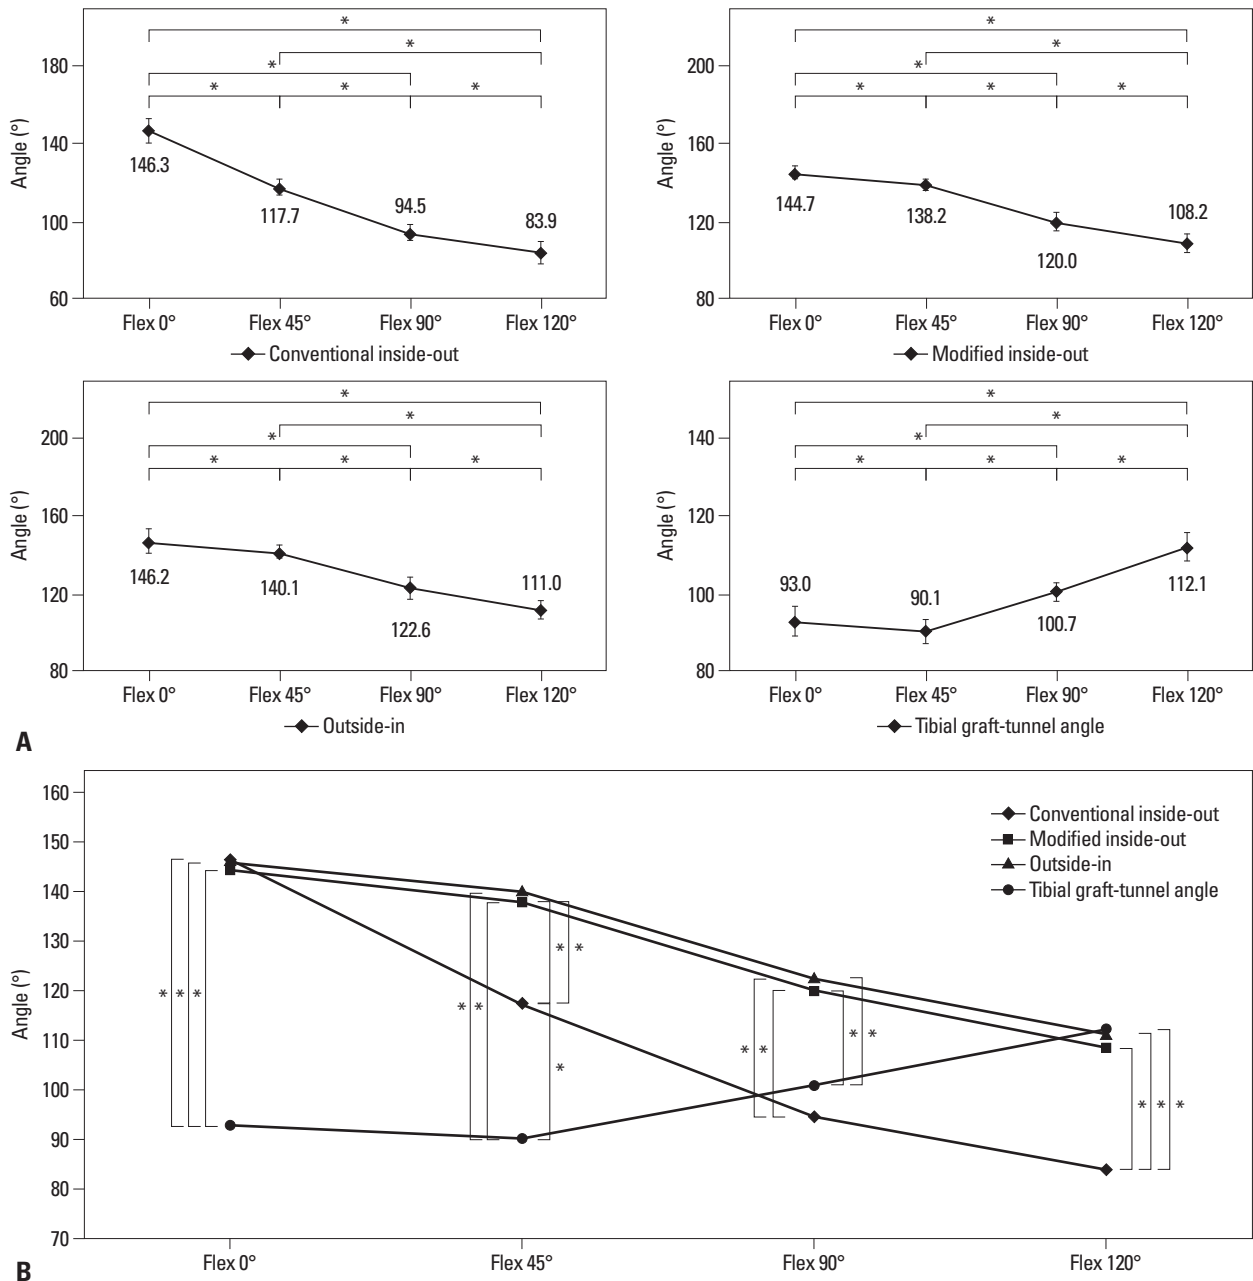 *
*
*
* * *
180
140
100
60
Angle (°)
146.3
117.7
94.5
83.9
Flex 0° Flex 45° Flex 90° Flex 120°
Conventional inside-out
*
*
*
* * *
200
160
120
80
Angle (°)
144.7
138.2
120.0
108.2
Flex 0° Flex 45° Flex 90° Flex 120°
Modified inside-out
*
*
*
* * *
200
160
120
80
Angle (°)
146.2
140.1
122.6
111.0
Flex 0° Flex 45° Flex 90° Flex 120°
Outside-in
*
*
*
* * *
140
120
100
80
Angle (°)
93.0
90.1
100.7
112.1
Flex 0° Flex 45° Flex 90° Flex 120°
Tibial graft-tunnel angle
A
160
150
140
130
120
110
100
90
80
70
Angle (°)
Conventional inside-out
Modified inside-out
Outside-in
Tibial graft-tunnel angle
* * *
* *
* *
*
* *
* *
* * *
Flex 0° Flex 45° Flex 90° Flex 120°
B